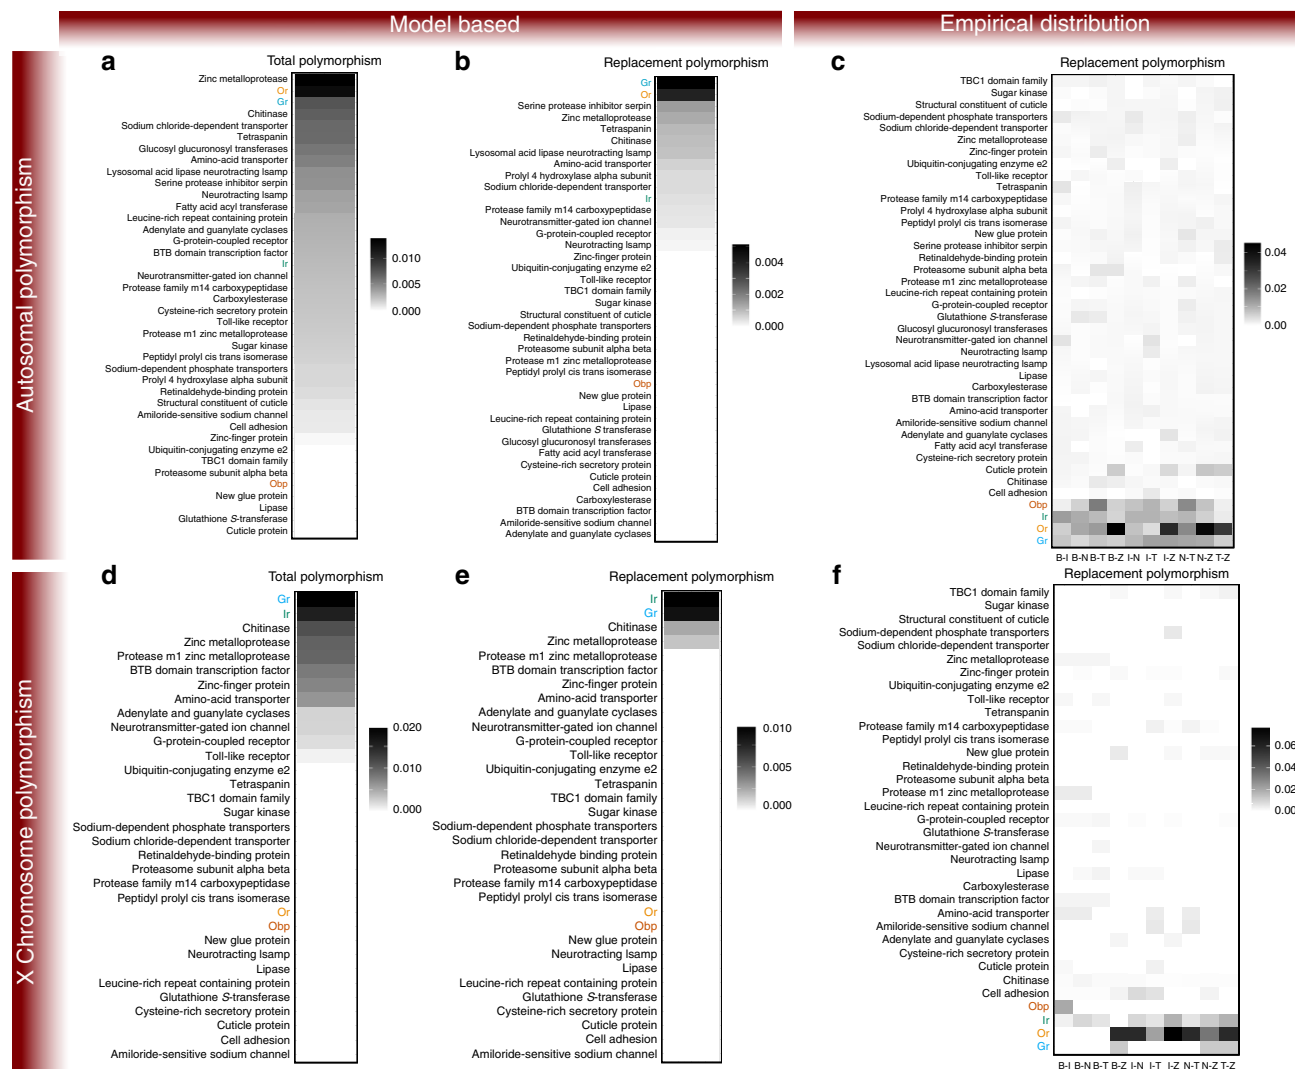 Model based
Empirical distribution
Autosomal polymorphism
X Chromosome polymorphism
a
Total polymorphism
Zinc metalloprotease
Or
Gr
Chitinase
Sodium chloride-dependent transporter
Tetraspanin
Glucosyl glucuronosyl transferases
Amino-acid transporter
Lysosomal acid lipase neurotracting lsamp
Serine protease inhibitor serpin
Neurotracting lsamp
Fatty acid acyl transferase
Leucine-rich repeat containing protein
Adenylate and guanylate cyclases
G-protein-coupled receptor
BTB domain transcription factor
Ir
Neurotransmitter-gated ion channel
Protease family m14 carboxypeptidase
Carboxylesterase
Cysteine-rich secretory protein
Toll-like receptor
Protease m1 zinc metalloprotease
Sugar kinase
Peptidyl prolyl cis trans isomerase
Sodium-dependent phosphate transporters
Prolyl 4 hydroxylase alpha subunit
Retinaldehyde-binding protein
Structural constituent of cuticle
Amiloride-sensitive sodium channel
Cell adhesion
Zinc-finger protein
Ubiquitin-conjugating enzyme e2
TBC1 domain family
Proteasome subunit alpha beta
Obp
New glue protein
Lipase
Glutathione S-transferase
Cuticle protein
0.010
0.005
0.000
b
Replacement polymorphism
Gr
Or
Serine protease inhibitor serpin
Zinc metalloprotease
Tetraspanin
Chitinase
Lysosomal acid lipase neurotracting lsamp
Amino-acid transporter
Prolyl 4 hydroxylase alpha subunit
Sodium chloride-dependent transporter
Ir
Protease family m14 carboxypeptidase
Neurotransmitter-gated ion channel
G-protein-coupled receptor
Neurotracting lsamp
Zinc-finger protein
Ubiquitin-conjugating enzyme e2
Toll-like receptor
TBC1 domain family
Sugar kinase
Structural constituent of cuticle
Sodium-dependent phosphate transporters
Retinaldehyde-binding protein
Proteasome subunit alpha beta
Protease m1 zinc metalloprotease
Peptidyl prolyl cis trans isomerase
Obp
New glue protein
Lipase
Leucine-rich repeat containing protein
Glutathione S transferase
Glucosyl glucuronosyl transferases
Fatty acid acyl transferase
Cysteine-rich secretory protein
Cuticle protein
Cell adhesion
Carboxylesterase
BTB domain transcription factor
Amiloride-sensitive sodium channel
Adenylate and guanylate cyclases
0.004
0.002
0.000
c
Replacement polymorphism
TBC1 domain family
Sugar kinase
Structural constituent of cuticle
Sodium-dependent phosphate transporters
Sodium chloride-dependent transporter
Zinc metalloprotease
Zinc-finger protein
Ubiquitin-conjugating enzyme e2
Toll-like receptor
Tetraspanin
Protease family m14 carboxypeptidase
Prolyl 4 hydroxylase alpha subunit
Peptidyl prolyl cis trans isomerase
New glue protein
Serine protease inhibitor serpin
Retinaldehyde-binding protein
Proteasome subunit alpha beta
Protease m1 zinc metalloprotease
Leucine-rich repeat containing protein
G-protein-coupled receptor
Glutathione S-transferase
Glucosyl glucuronosyl transferases
Neurotransmitter-gated ion channel
Neurotracting lsamp
Lysosomal acid lipase neurotracting lsamp
Lipase
Carboxylesterase
BTB domain transcription factor
Amino-acid transporter
Amiloride-sensitive sodium channel
Adenylate and guanylate cyclases
Fatty acid acyl transferase
Cysteine-rich secretory protein
Cuticle protein
Chitinase
Cell adhesion
Obp
Ir
Or
Gr
B-I B-N B-T B-Z I-N I-T I-Z N-T N-Z T-Z
0.04
0.02
0.00
d
Total polymorphism
Gr
Ir
Chitinase
Zinc metalloprotease
Protease m1 zinc metalloprotease
BTB domain transcription factor
Zinc-finger protein
Amino-acid transporter
Adenylate and guanylate cyclases
Neurotransmitter-gated ion channel
G-protein-coupled receptor
Toll-like receptor
Ubiquitin-conjugating enzyme e2
Tetraspanin
TBC1 domain family
Sugar kinase
Sodium-dependent phosphate transporters
Sodium chloride-dependent transporter
Retinaldehyde-binding protein
Proteasome subunit alpha beta
Protease family m14 carboxypeptidase
Peptidyl prolyl cis trans isomerase
Or
Obp
New glue protein
Neurotracting lsamp
Lipase
Leucine-rich repeat containing protein
Glutathione S-transferase
Cysteine-rich secretory protein
Cuticle protein
Cell adhesion
Amiloride-sensitive sodium channel
0.020
0.010
0.000
e
Replacement polymorphism
Ir
Gr
Chitinase
Zinc metalloprotease
Protease m1 zinc metalloprotease
BTB domain transcription factor
Zinc-finger protein
Amino-acid transporter
Adenylate and guanylate cyclases
Neurotransmitter-gated ion channel
G-protein-coupled receptor
Toll-like receptor
Ubiquitin-conjugating enzyme e2
Tetraspanin
TBC1 domain family
Sugar kinase
Sodium-dependent phosphate transporters
Sodium chloride-dependent transporter
Retinaldehyde binding protein
Proteasome subunit alpha beta
Protease family m14 carboxypeptidase
Peptidyl prolyl cis trans isomerase
Or
Obp
New glue protein
Neurotracting lsamp
Lipase
Leucine-rich repeat containing protein
Glutathione S-transferase
Cysteine-rich secretory protein
Cuticle protein
Cell adhesion
Amiloride-sensitive sodium channel
0.010
0.005
0.000
f
Replacement polymorphism
TBC1 domain family
Sugar kinase
Structural constituent of cuticle
Sodium-dependent phosphate transporters
Sodium chloride-dependent transporter
Zinc metalloprotease
Zinc-finger protein
Ubiquitin-conjugating enzyme e2
Toll-like receptor
Tetranspanin
Protease family m14 carboxypeptidase
Peptidyl prolyl cis trans isomerase
New glue protein
Retinaldehyde-binding protein
Proteasome subunit alpha beta
Protease m1 zinc metalloprotease
Leucine-rich repeat containing protein
G-protein-coupled receptor
Glutathione S-transferase
Neurotransmitter-gated ion channel
Neurotracting lsamp
Lipase
Carboxylesterase
BTB domain transcription factor
Amino-acid transporter
Amiloride-sensitive sodium channel
Adenylate and guanylate cyclases
Cysteine-rich secretory protein
Cuticle protein
Chitinase
Cell adhesion
Obp
Ir
Or
Gr
B-I B-N B-T B-Z I-N I-T I-Z N-T N-Z T-Z
0.06
0.04
0.02
0.00